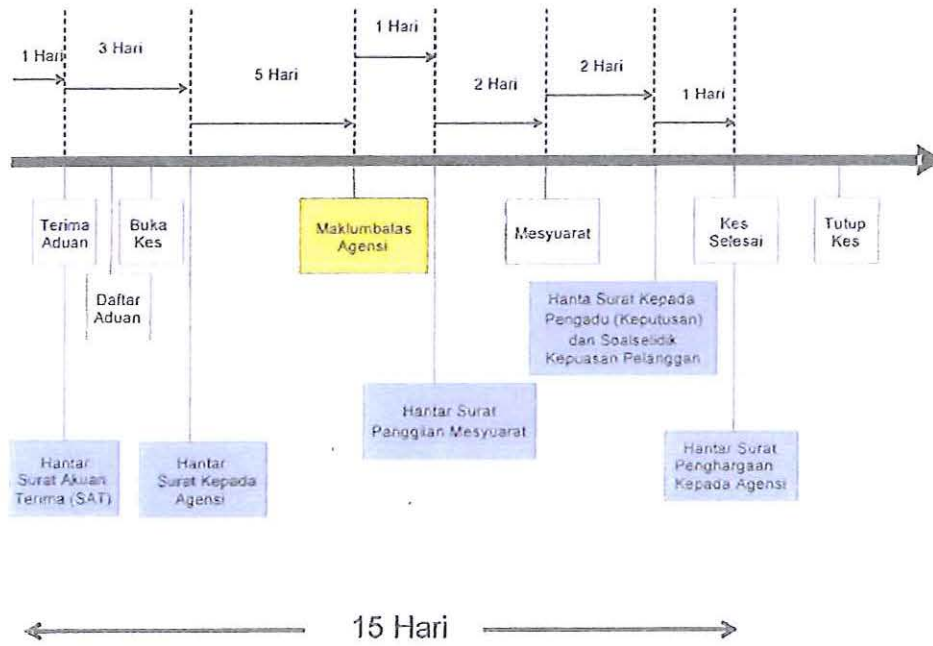 1 Hari
3 Hari
5 Hari
1 Hari
2 Hari
2 Hari
1 Hari
Terima
Aduan
Daftar
Aduan
Buka
Kes
Maklumbalas
Agensi
Mesyuarat
Kes
Selesai
Tutup
Kes
Hanta Surat Kepada
Pengadu (Keputusan)
dan Soalselidik
Kepuasan Pelanggan
Hantar Surat
Panggilan Mesyuarat
Hantar
Surat Akuan
Terima (SAT)
Hantar
Surat Kepada
Agensi
Hantar Surat
Penghargaan
Kepada Agensi
15 Hari